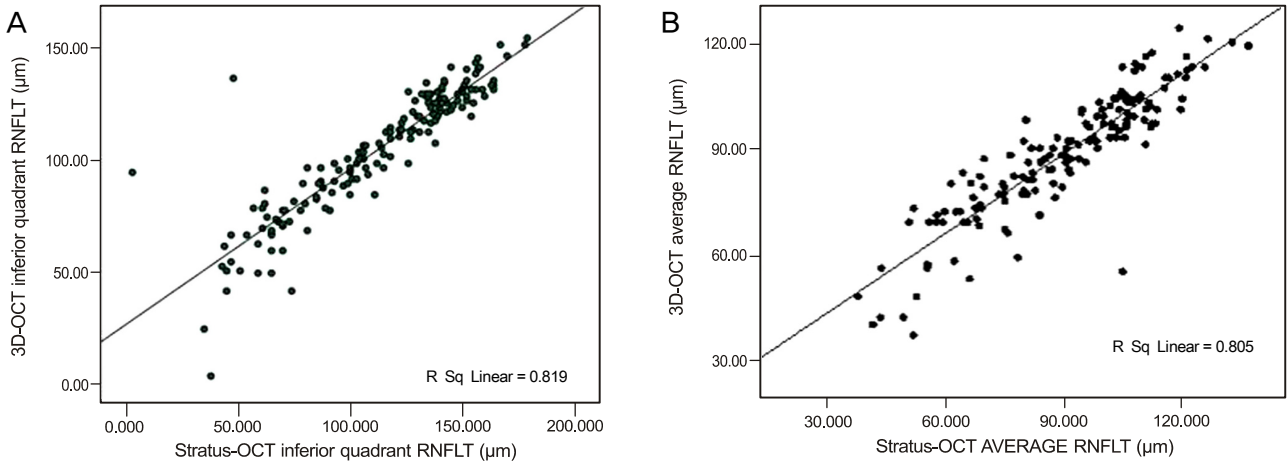 A
3D-OCT inferior quadrant RNFLT (μm)
150.00
100.00
50.00
0.00
R Sq Linear = 0.819
0.000 50.000 100.000 150.000 200.000
Stratus-OCT inferior quadrant RNFLT (μm)
B
3D-OCT average RNFLT (μm)
120.00
90.00
60.00
30.00
R Sq Linear = 0.805
30.000 60.000 90.000 120.000
Stratus-OCT AVERAGE RNFLT (μm)